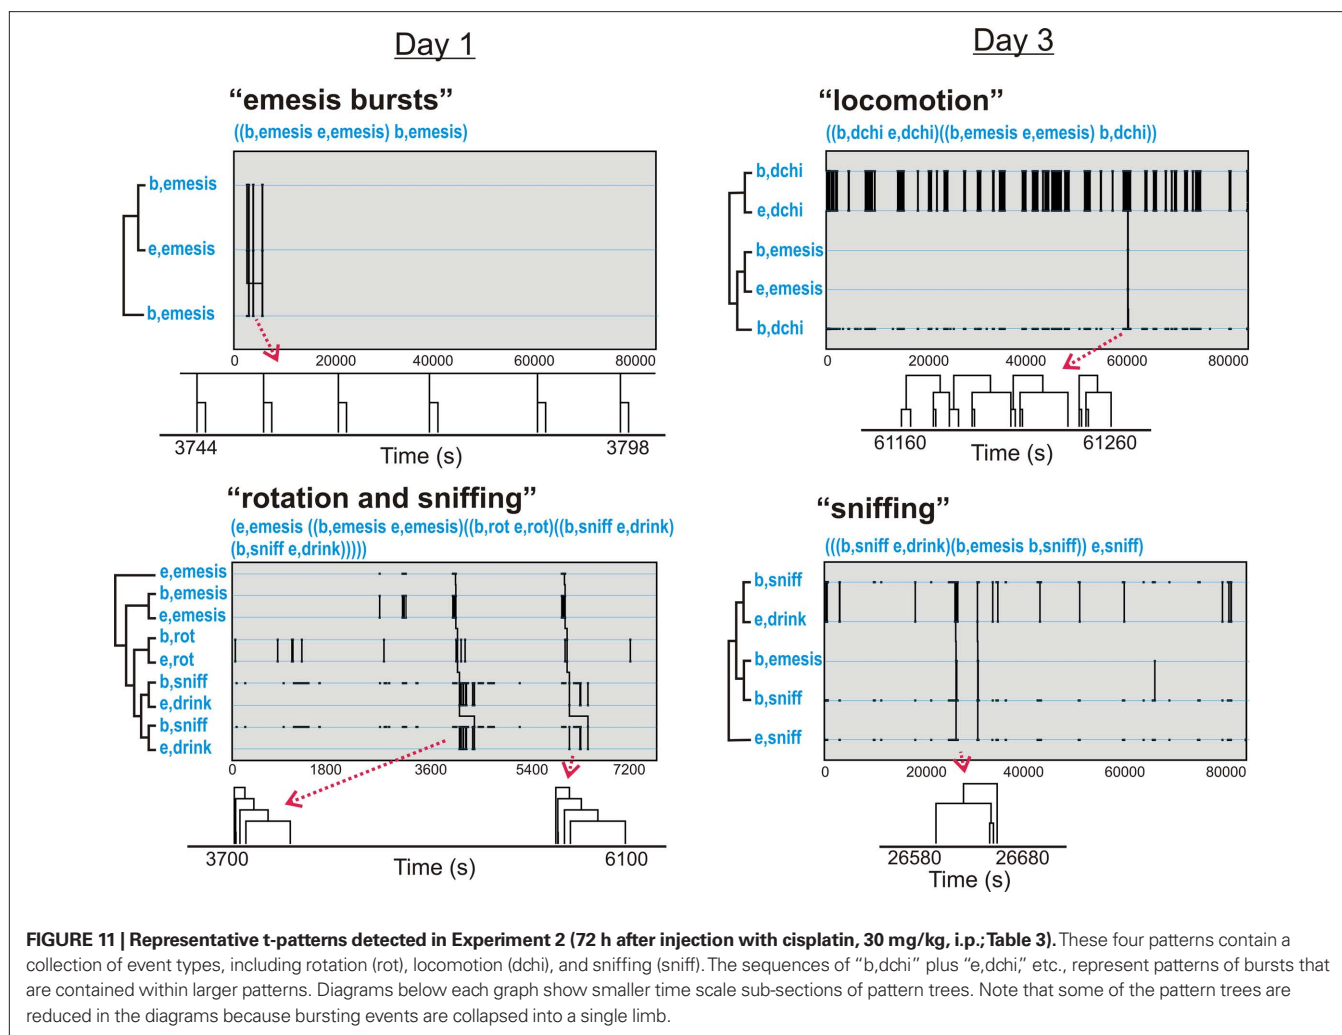 Day 1
"emesis bursts"
((b,emesis e,emesis) b,emesis)
b,emesis
e,emesis
b,emesis
0 20000 40000 60000 80000
3744 3798
Time (s)
Day 3
"locomotion"
((b,dchi e,dchi)((b,emesis e,emesis) b,dchi))
b,dchi
e,dchi
b,emesis
e,emesis
b,dchi
0 20000 40000 60000 80000
61160 61260
Time (s)
"rotation and sniffing"
(e,emesis ((b,emesis e,emesis)((b,rot e,rot)((b,sniff e,drink)
(b,sniff e,drink)))))
e,emesis
b,emesis
e,emesis
b,rot
e,rot
b,sniff
e,drink
b,sniff
e,drink
0 1800 3600 5400 7200
3700 6100
Time (s)
"sniffing"
(((b,sniff e,drink)(b,emesis b,sniff)) e,sniff)
b,sniff
e,drink
b,emesis
b,sniff
e,sniff
0 20000 40000 60000 80000
26580 26680
Time (s)
FIGURE 11 | Representative t-patterns detected in Experiment 2 (72 h after injection with cisplatin, 30 mg/kg, i.p.; Table 3). These four patterns contain a
collection of event types, including rotation (rot), locomotion (dchi), and sniffing (sniff). The sequences of "b,dchi" plus "e,dchi," etc., represent patterns of bursts that
are contained within larger patterns. Diagrams below each graph show smaller time scale sub-sections of pattern trees. Note that some of the pattern trees are
reduced in the diagrams because bursting events are collapsed into a single limb.